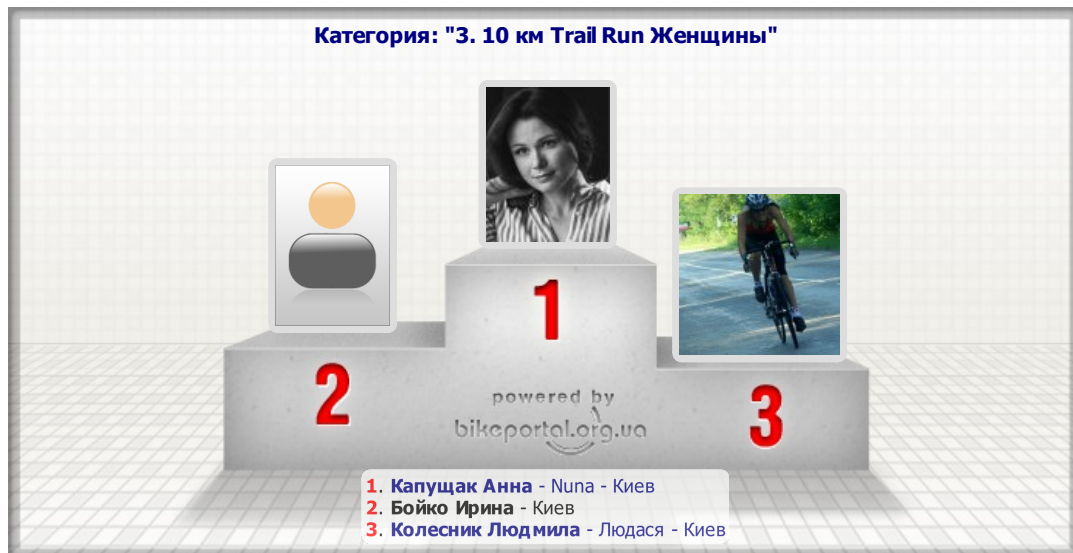 Категория: "3. 10 км Trail Run Женщины"
1
2
3
powered by
bikeportal.org.ua
1. Капущак Анна - Nuna - Киев
2. Бойко Ирина - Киев
3. Колесник Людмила - Людася - Киев